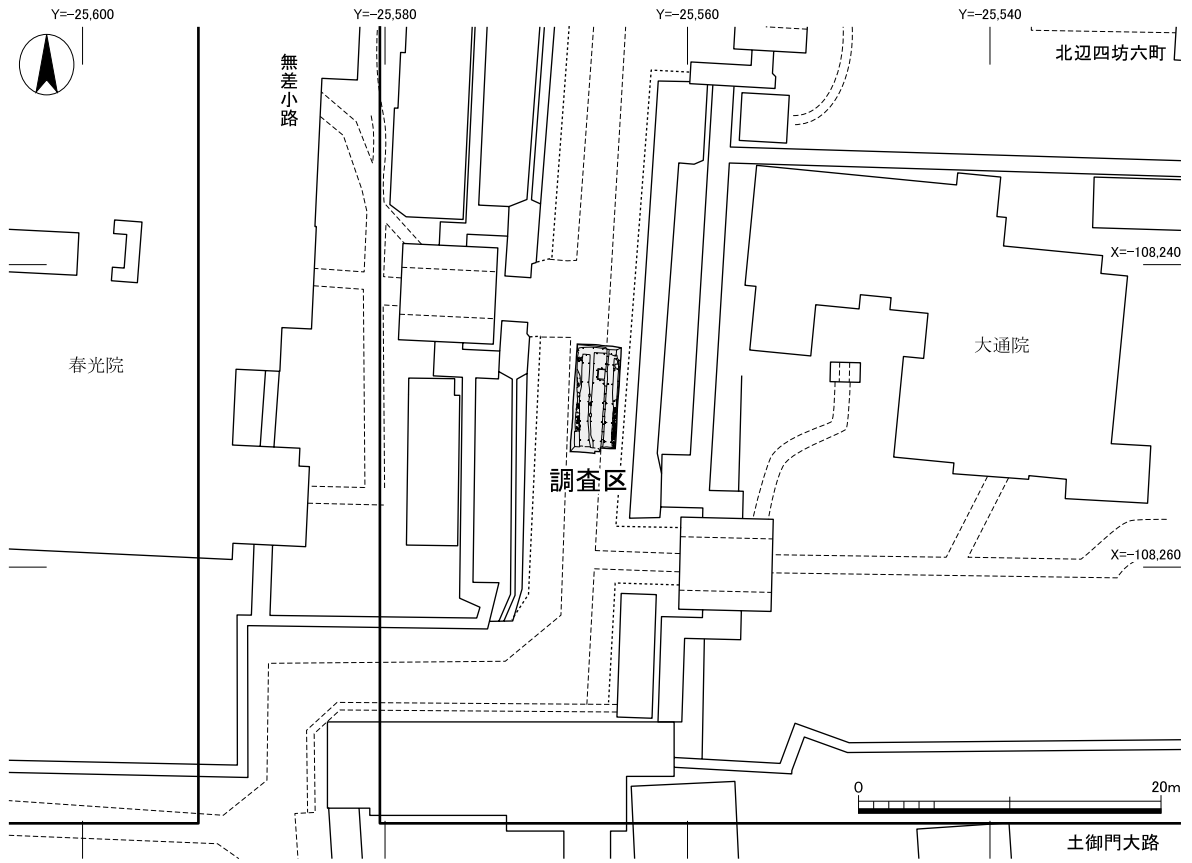 Y=-25,600
Y=-25,580
Y=-25,560
Y=-25,540
北辺四坊六町
無差小路
X=-108,240
春光院
大通院
調査区
X=-108,260
0
20m
土御門大路